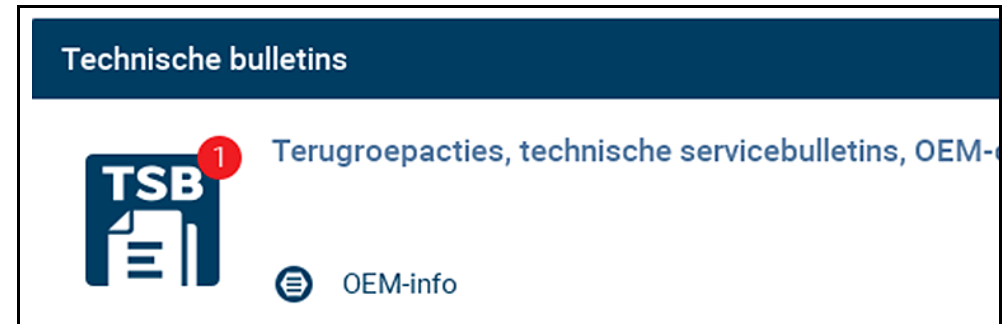 Technische bulletins
1
TSB
Terugroepacties, technische servicebulletins, OEM-
OEM-info